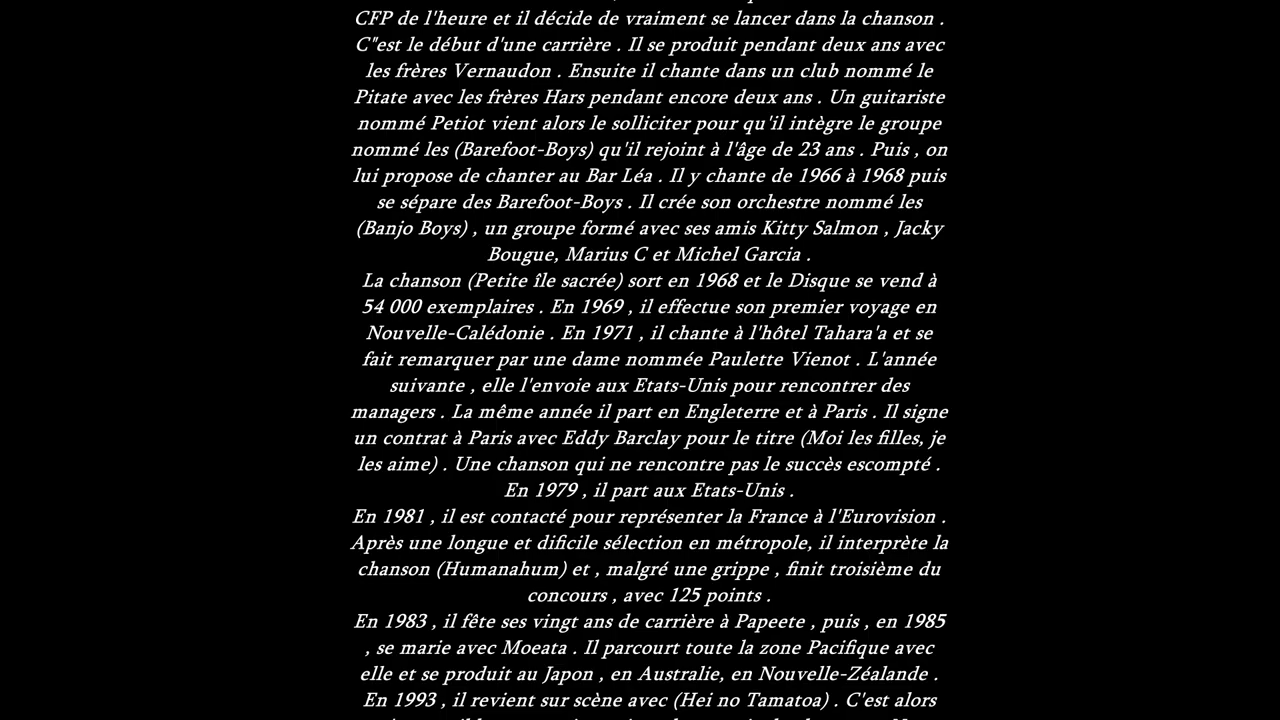 CFP de l'heure et il décide de vraiment se lancer dans la chanson .
C"est le début d'une carrière . Il se produit pendant deux ans avec
les frères Vernaudon . Ensuite il chante dans un club nommé le
Pitate avec les frères Hars pendant encore deux ans . Un guitariste
nommé Petiot vient alors le solliciter pour qu'il intègre le groupe
nommé les (Barefoot-Boys) qu'il rejoint à l'âge de 23 ans . Puis , on
lui propose de chanter au Bar Léa . Il y chante de 1966 à 1968 puis
se sépare des Barefoot-Boys . Il crée son orchestre nommé les
(Banjo Boys) , un groupe formé avec ses amis Kitty Salmon , Jacky
Bougue, Marius C et Michel Garcia .
La chanson (Petite île sacrée) sort en 1968 et le Disque se vend à
54 000 exemplaires . En 1969 , il effectue son premier voyage en
Nouvelle-Calédonie . En 1971 , il chante à l'hôtel Tahara'a et se
fait remarquer par une dame nommée Paulette Vienot . L'année
suivante , elle l'envoie aux Etats-Unis pour rencontrer des
managers . La même année il part en Engleterre et à Paris . Il signe
un contrat à Paris avec Eddy Barclay pour le titre (Moi les filles, je
les aime) . Une chanson qui ne rencontre pas le succès escompté .
En 1979 , il part aux Etats-Unis .
En 1981 , il est contacté pour représenter la France à l'Eurovision .
Après une longue et dificile sélection en métropole, il interprète la
chanson (Humanahum) et , malgré une grippe , finit troisième du
concours , avec 125 points .
En 1983 , il fête ses vingt ans de carrière à Papeete , puis , en 1985
, se marie avec Moeata . Il parcourt toute la zone Pacifique avec
elle et se produit au Japon , en Australie, en Nouvelle-Zéalande .
En 1993 , il revient sur scène avec (Hei no Tamatoa) . C'est alors